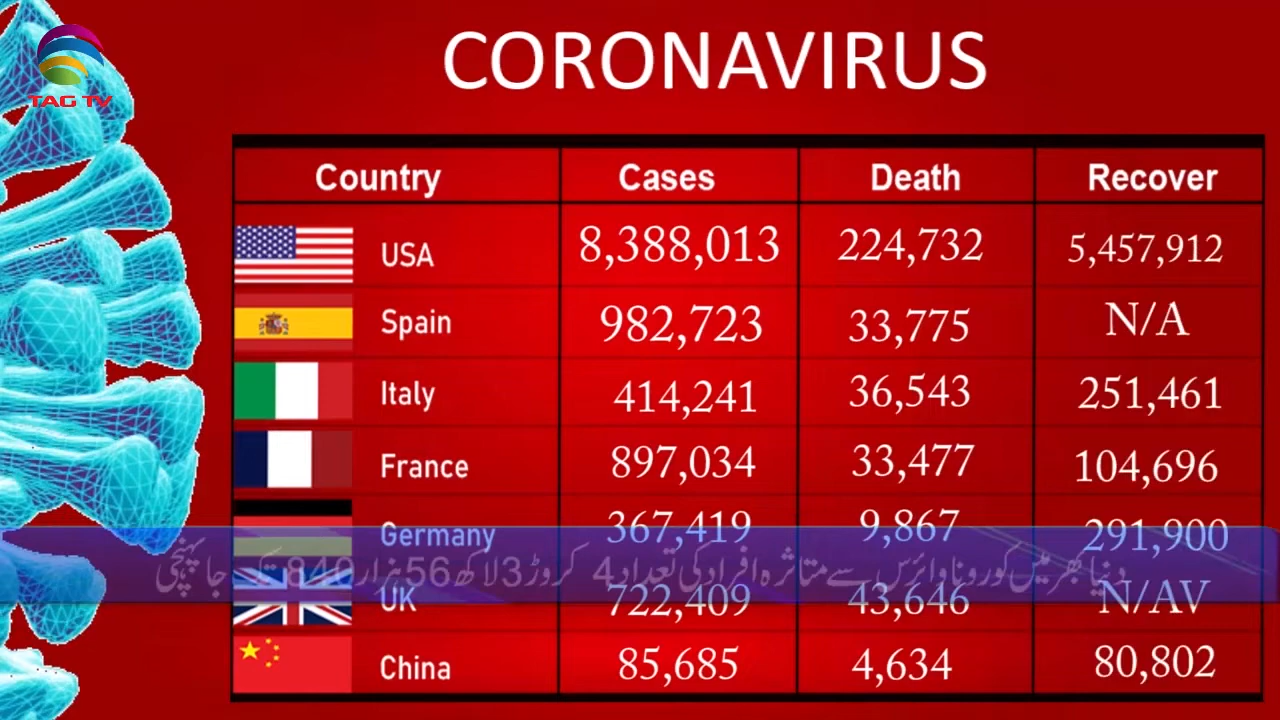 TAG TV
CORONAVIRUS
Country Cases Death Recover
USA 8,388,013 224,732 5,457,912
Spain 982,723 33,775 N/A
Italy 414,241 36,543 251,461
France 897,034 33,477 104,696
Germany 367,419 9,867 291,900
دنیا بھر میں کورونا وائرس سے متاثرہ افراد کی تعداد 4 کروڑ 3 لاکھ 56 ہزار 840 تک جا پہنچی
UK 722,409 43,646 N/AV
China 85,685 4,634 80,802